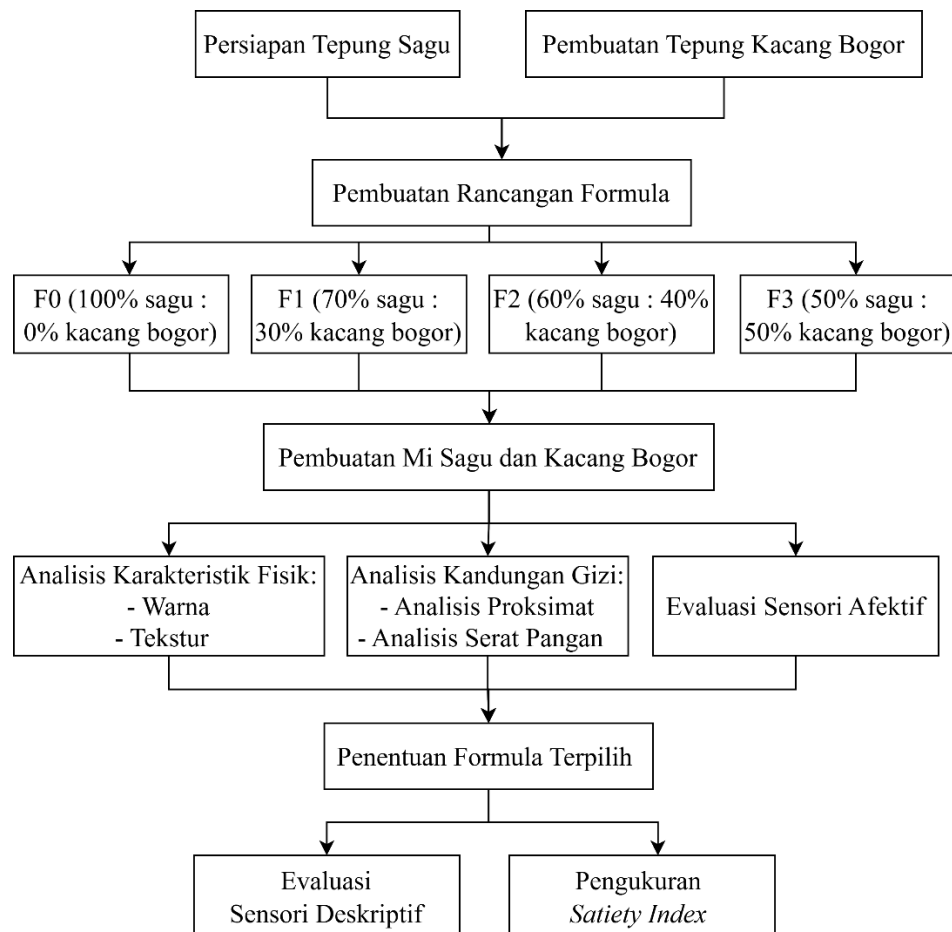 Persiapan Tepung Sagu
Pembuatan Tepung Kacang Bogor
Pembuatan Rancangan Formula
F0 (100% sagu :
0% kacang bogor)
F1 (70% sagu :
30% kacang bogor)
F2 (60% sagu : 40%
kacang bogor)
F3 (50% sagu :
50% kacang bogor)
Pembuatan Mi Sagu dan Kacang Bogor
Analisis Karakteristik Fisik:
- Warna
- Tekstur
Analisis Kandungan Gizi:
- Analisis Proksimat
- Analisis Serat Pangan
Evaluasi Sensori Afektif
Penentuan Formula Terpilih
Evaluasi
Sensori Deskriptif
Pengukuran
Satiety Index